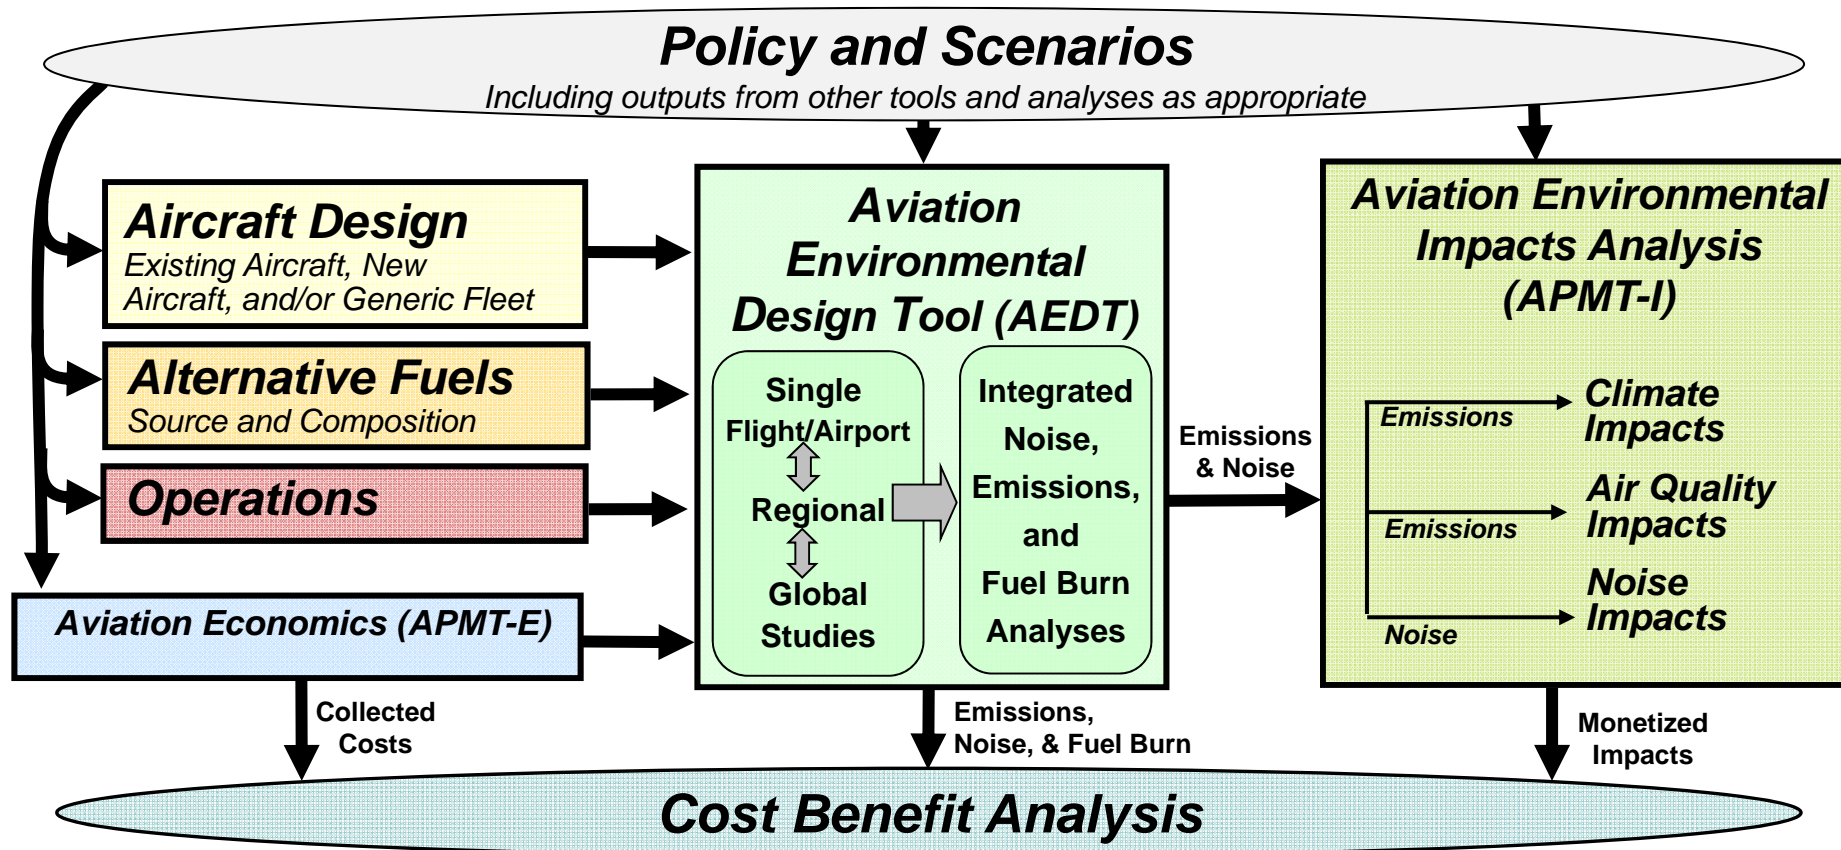 Policy and Scenarios
Including outputs from other tools and analyses as appropriate
Aircraft Design
Existing Aircraft, New
Aircraft, and/or Generic Fleet
Alternative Fuels
Source and Composition
Operations
Aviation Economics (APMT-E)
Collected
Costs
Aviation
Environmental
Design Tool (AEDT)
Single
Flight/Airport
Regional
Global
Studies
Integrated
Noise,
Emissions,
and
Fuel Burn
Analyses
Emissions
& Noise
Emissions,
Noise, & Fuel Burn
Aviation Environmental
Impacts Analysis
(APMT-I)
Emissions
Climate
Impacts
Emissions
Air Quality
Impacts
Noise
Noise
Impacts
Monetized
Impacts
Cost Benefit Analysis